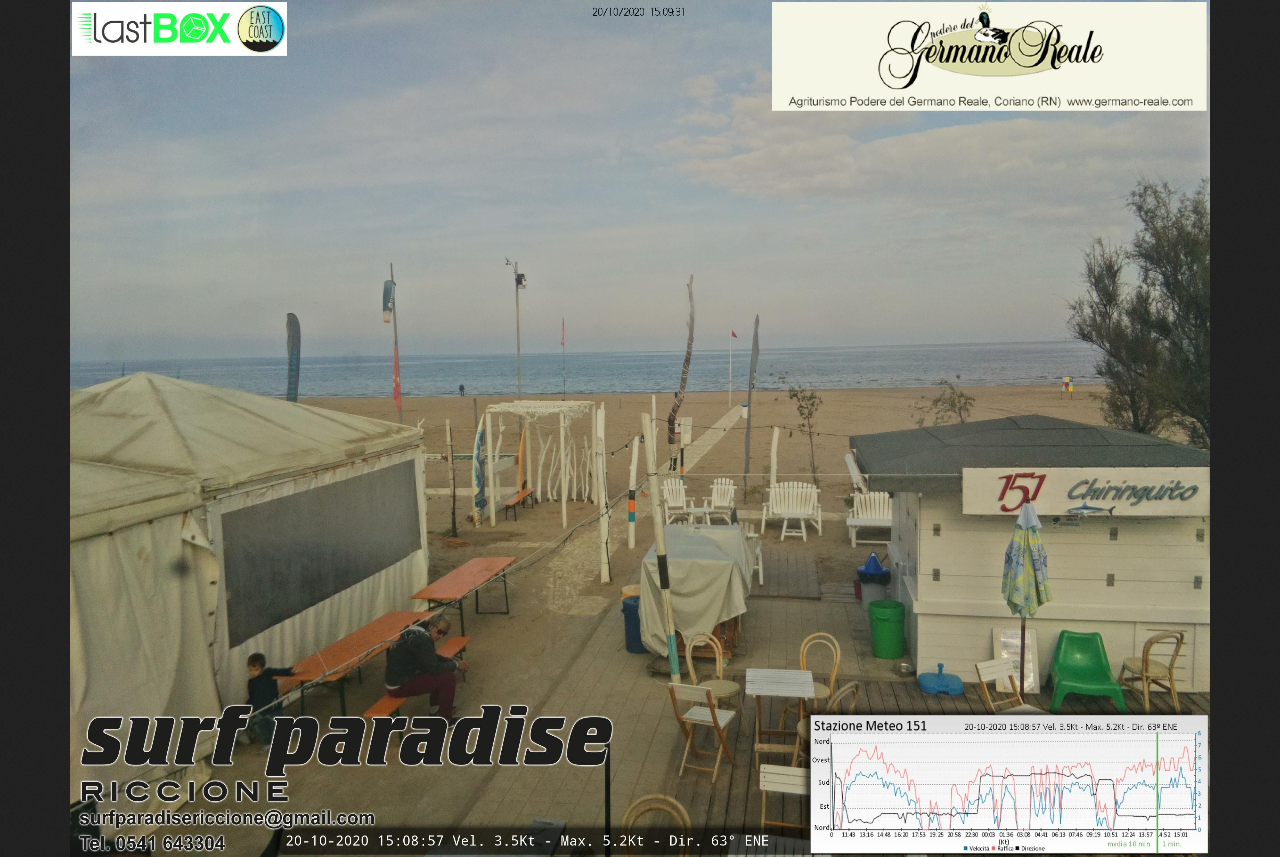 lastBOX EAST COAST
20/10/2020 15:09:31
podere del
Germano Reale
Agriturismo Podere del Germano Reale, Coriano (RN) www.germano-reale.com
151 Chiringuito
surf paradise
RICCIONE
surfparadisericcione@gmail.com
Tel. 0541 643304
20-10-2020 15:08:57 Vel. 3.5Kt - Max. 5.2Kt - Dir. 63° ENE
Stazione Meteo 151 20-10-2020 15:08:57 Vel. 3.5Kt - Max. 5.2Kt - Dir. 63º ENE
Nord
Ovest
Sud
Est
Nord
8
7
6
5
4
3
2
1
0
0 11:43 13:16 14:48 16:20 17:53 19:25 20:58 22:30 00:03 01:36 03:08 04:41 06:13 07:46 09:19 10:51 12:24 13:57 14:52 15:01
[Kt]
Velocità Raffica Direzione
media 10 min. 1 min.